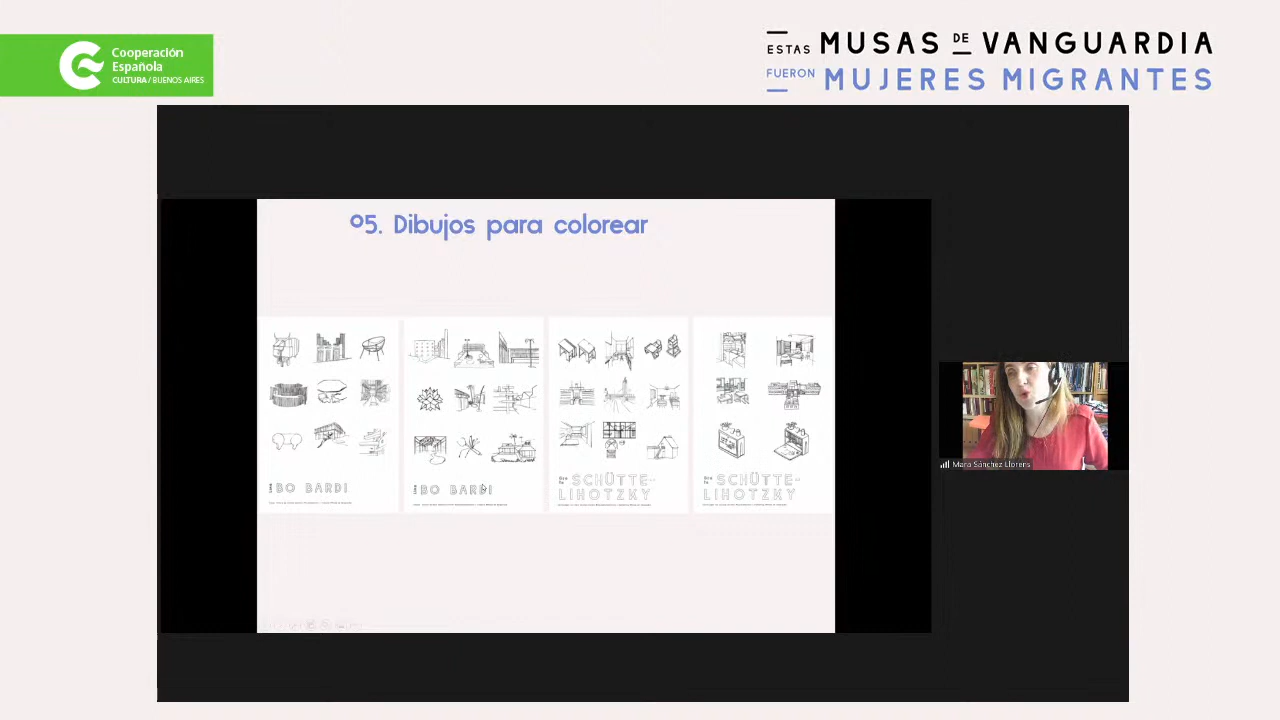 Cooperación
Española
CULTURA / BUENOS AIRES
ESTAS MUSAS DE VANGUARDIA
FUERON MUJERES MIGRANTES
05. Dibujos para colorear
BO BARDI
BO BARDI
SCHÜTTE-
LIHOTZKY
SCHÜTTE-
LIHOTZKY
Mara Sánchez Llorens